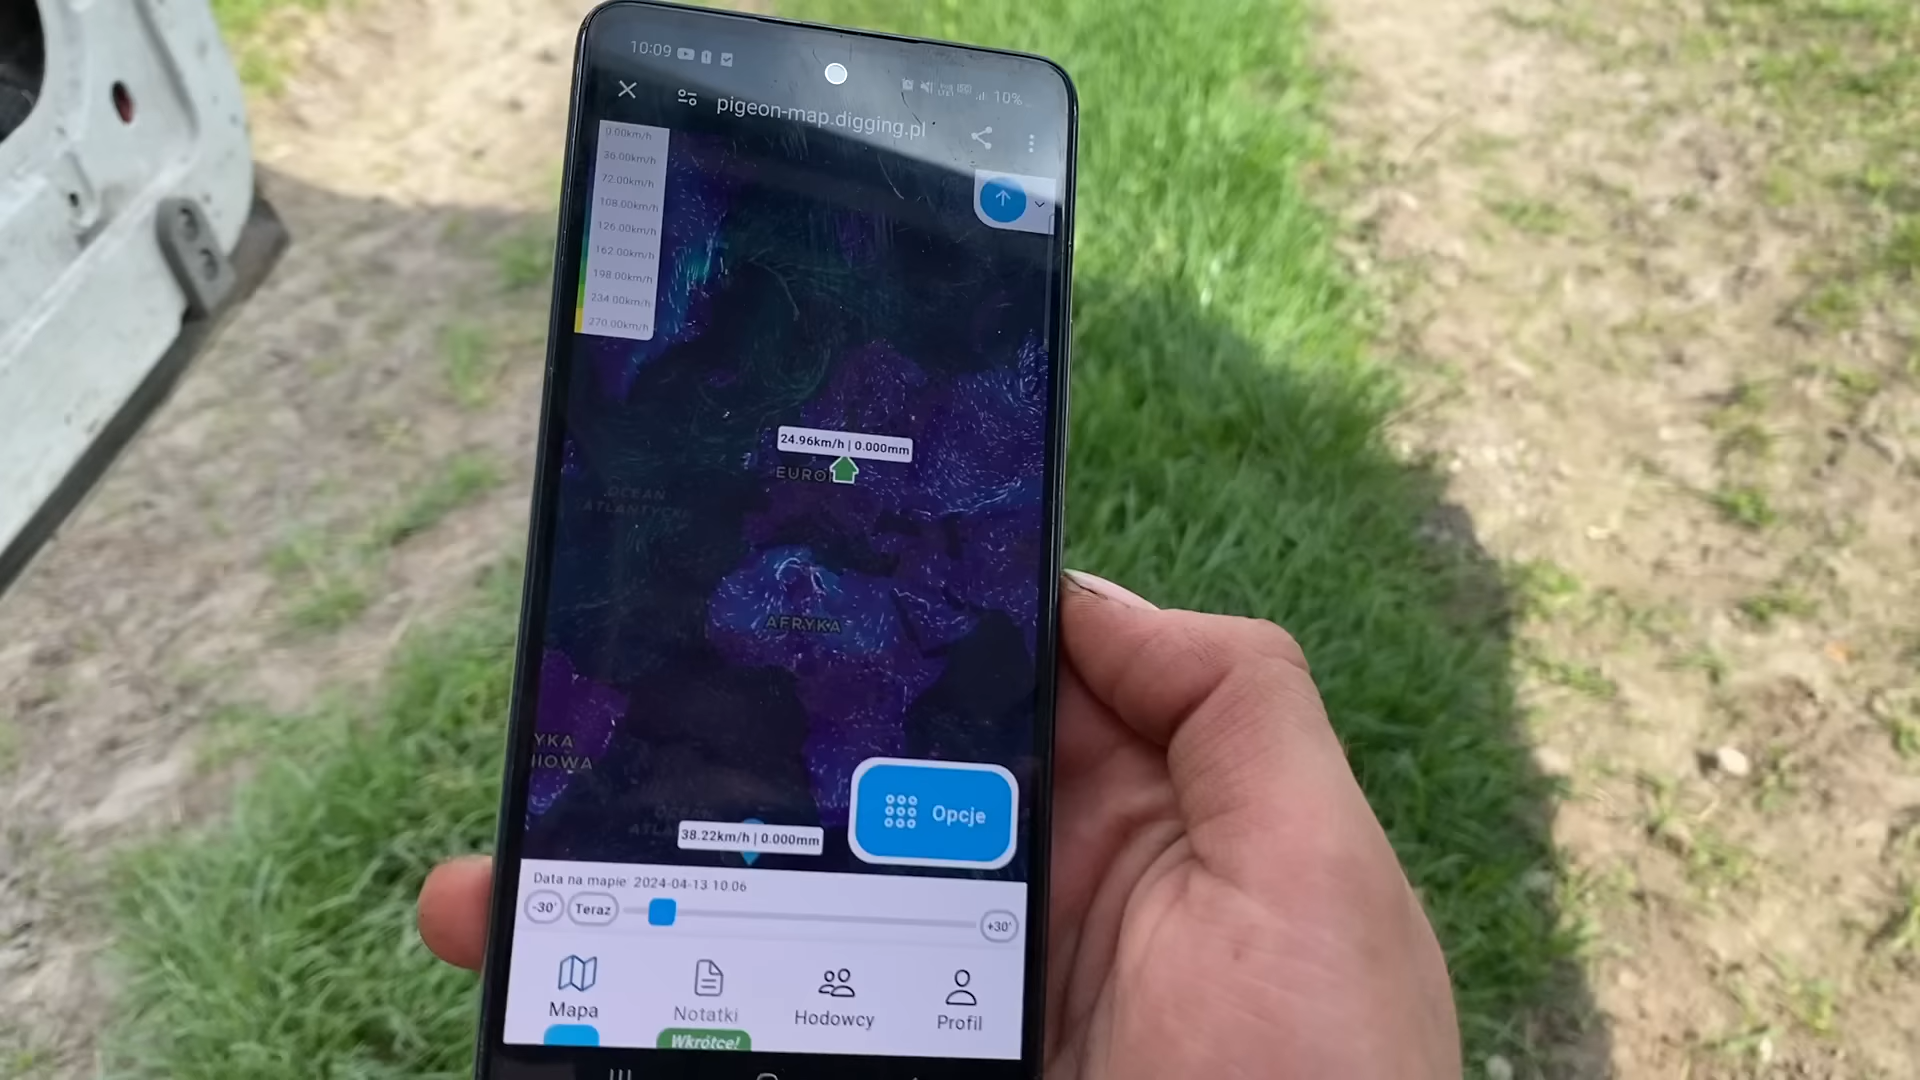 10:09
10%
pigeon-map.digging.pl
0.00km/h
36.00km/h
72.00km/h
108.00km/h
126.00km/h
162.00km/h
198.00km/h
234.00km/h
270.00km/h
24.96km/h | 0.000mm
EURO
OCEAN
ATLANTYCKI
AFRYKA
YKA
IOWA
OCEAN
ATLA
38.22km/h | 0.000mm
Opcje
Data na mapie: 2024-04-13 10:06
-30'
Teraz
+30'
Mapa
Notatki
Hodowcy
Profil
Wkrótce!